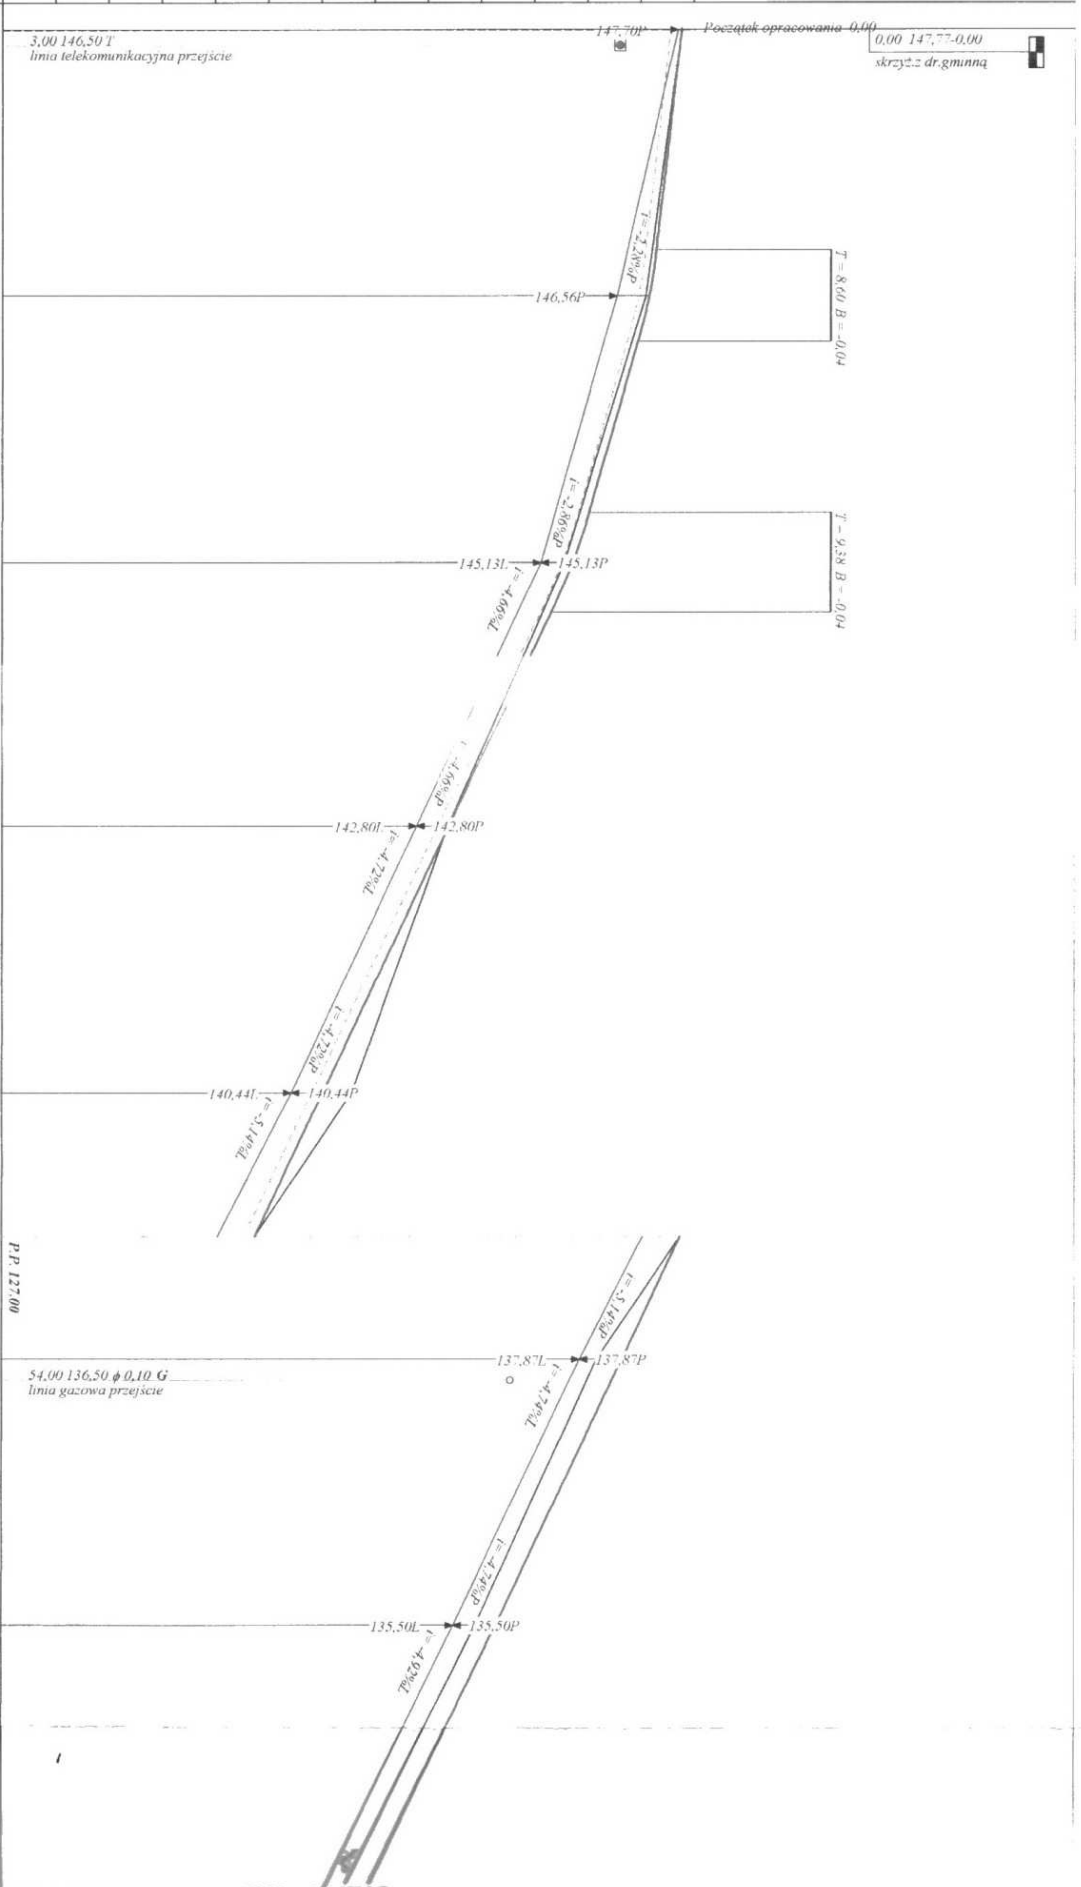 147,70P
Początek opracowania 0,00
3,00 146,50 T
linia telekomunikacyjna przejście
0,00 147,77-0,00
skrzyż.z dr.gminną
i= -2,28%P
T = 8,60 B = -0,04
146,56P
i= -2,86%P
T = 9,38 B = -0,04
145,13L
145,13P
i= -4,66%L
i= -4,66%P
142,80L
142,80P
i= -4,72%L
i= -4,72%P
140,44L
140,44P
i= -5,14%L
P.P. 127.00
i= -5,14%P
137,87L
137,87P
54,00 136,50 ϕ 0,10 G
linia gazowa przejście
i= -4,74%L
i= -4,74%P
135,50L
135,50P
i= -4,92%L